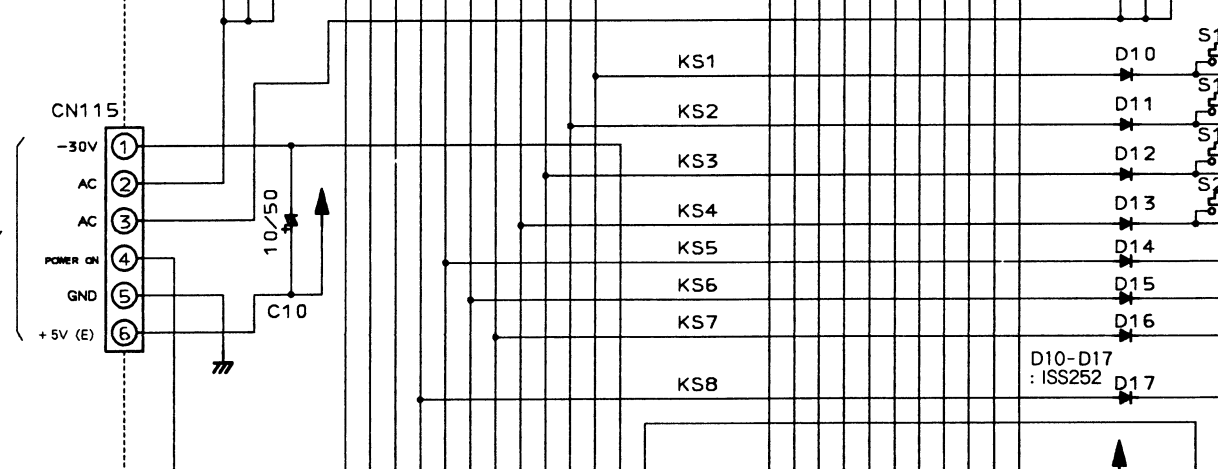 CN115
1
-30V
2
AC
3
AC
4
POWER ON
5
GND
6
+5V (E)
10/50
C10
KS1
KS2
KS3
KS4
KS5
KS6
KS7
KS8
D10
D11
D12
D13
D14
D15
D16
D10-D17
: ISS252
D17